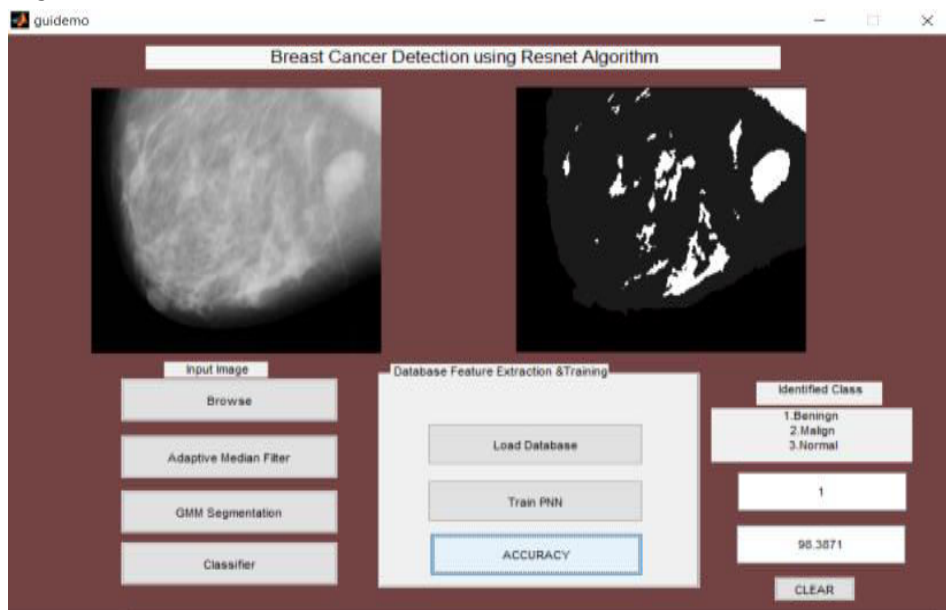 guidemo
Breast Cancer Detection using Resnet Algorithm
Input Image
Browse
Adaptive Median Filter
GMM Segmentation
Classifier
Database Feature Extraction &Training
Load Database
Train PNN
ACCURACY
Identified Class
1.Beningn
2.Malign
3.Normal
1
98.3871
CLEAR